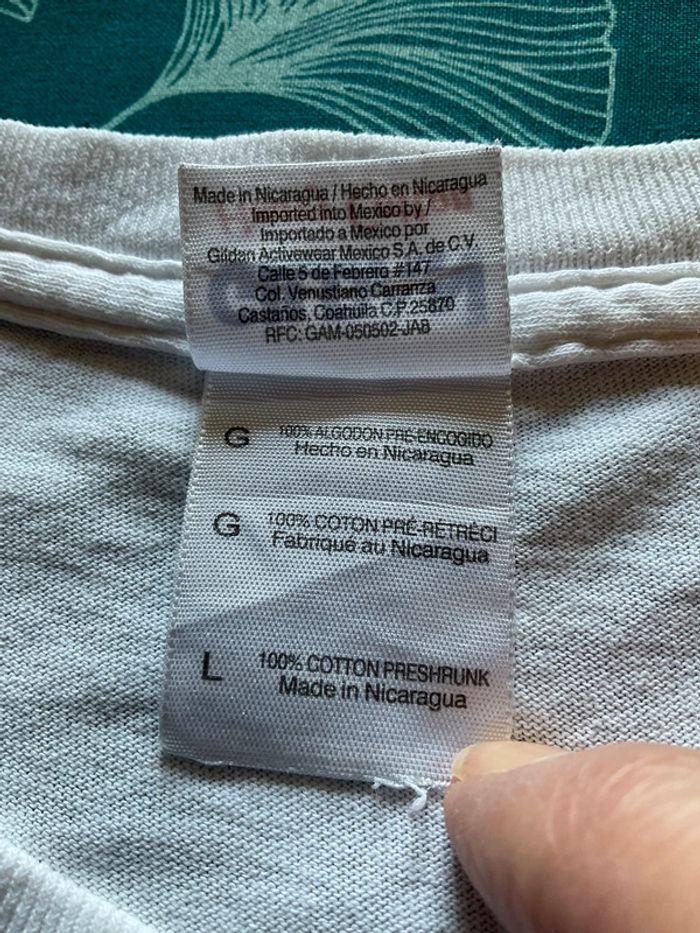 Made in Nicaragua / Hecho en Nicaragua
Imported into Mexico by /
Importado a Mexico por
Gildan Activewear Mexico S.A. de C.V.
Calle 5 de Febrero #147
Col. Venustiano Carranza
Castaños, Coahuila C.P. 25870
RFC: GAM-050502-JA8
G 100% ALGODON PRE-ENCOGIDO
Hecho en Nicaragua
G 100% COTON PRÉ-RÉTRÉCI
Fabriqué au Nicaragua
L 100% COTTON PRESHRUNK
Made in Nicaragua